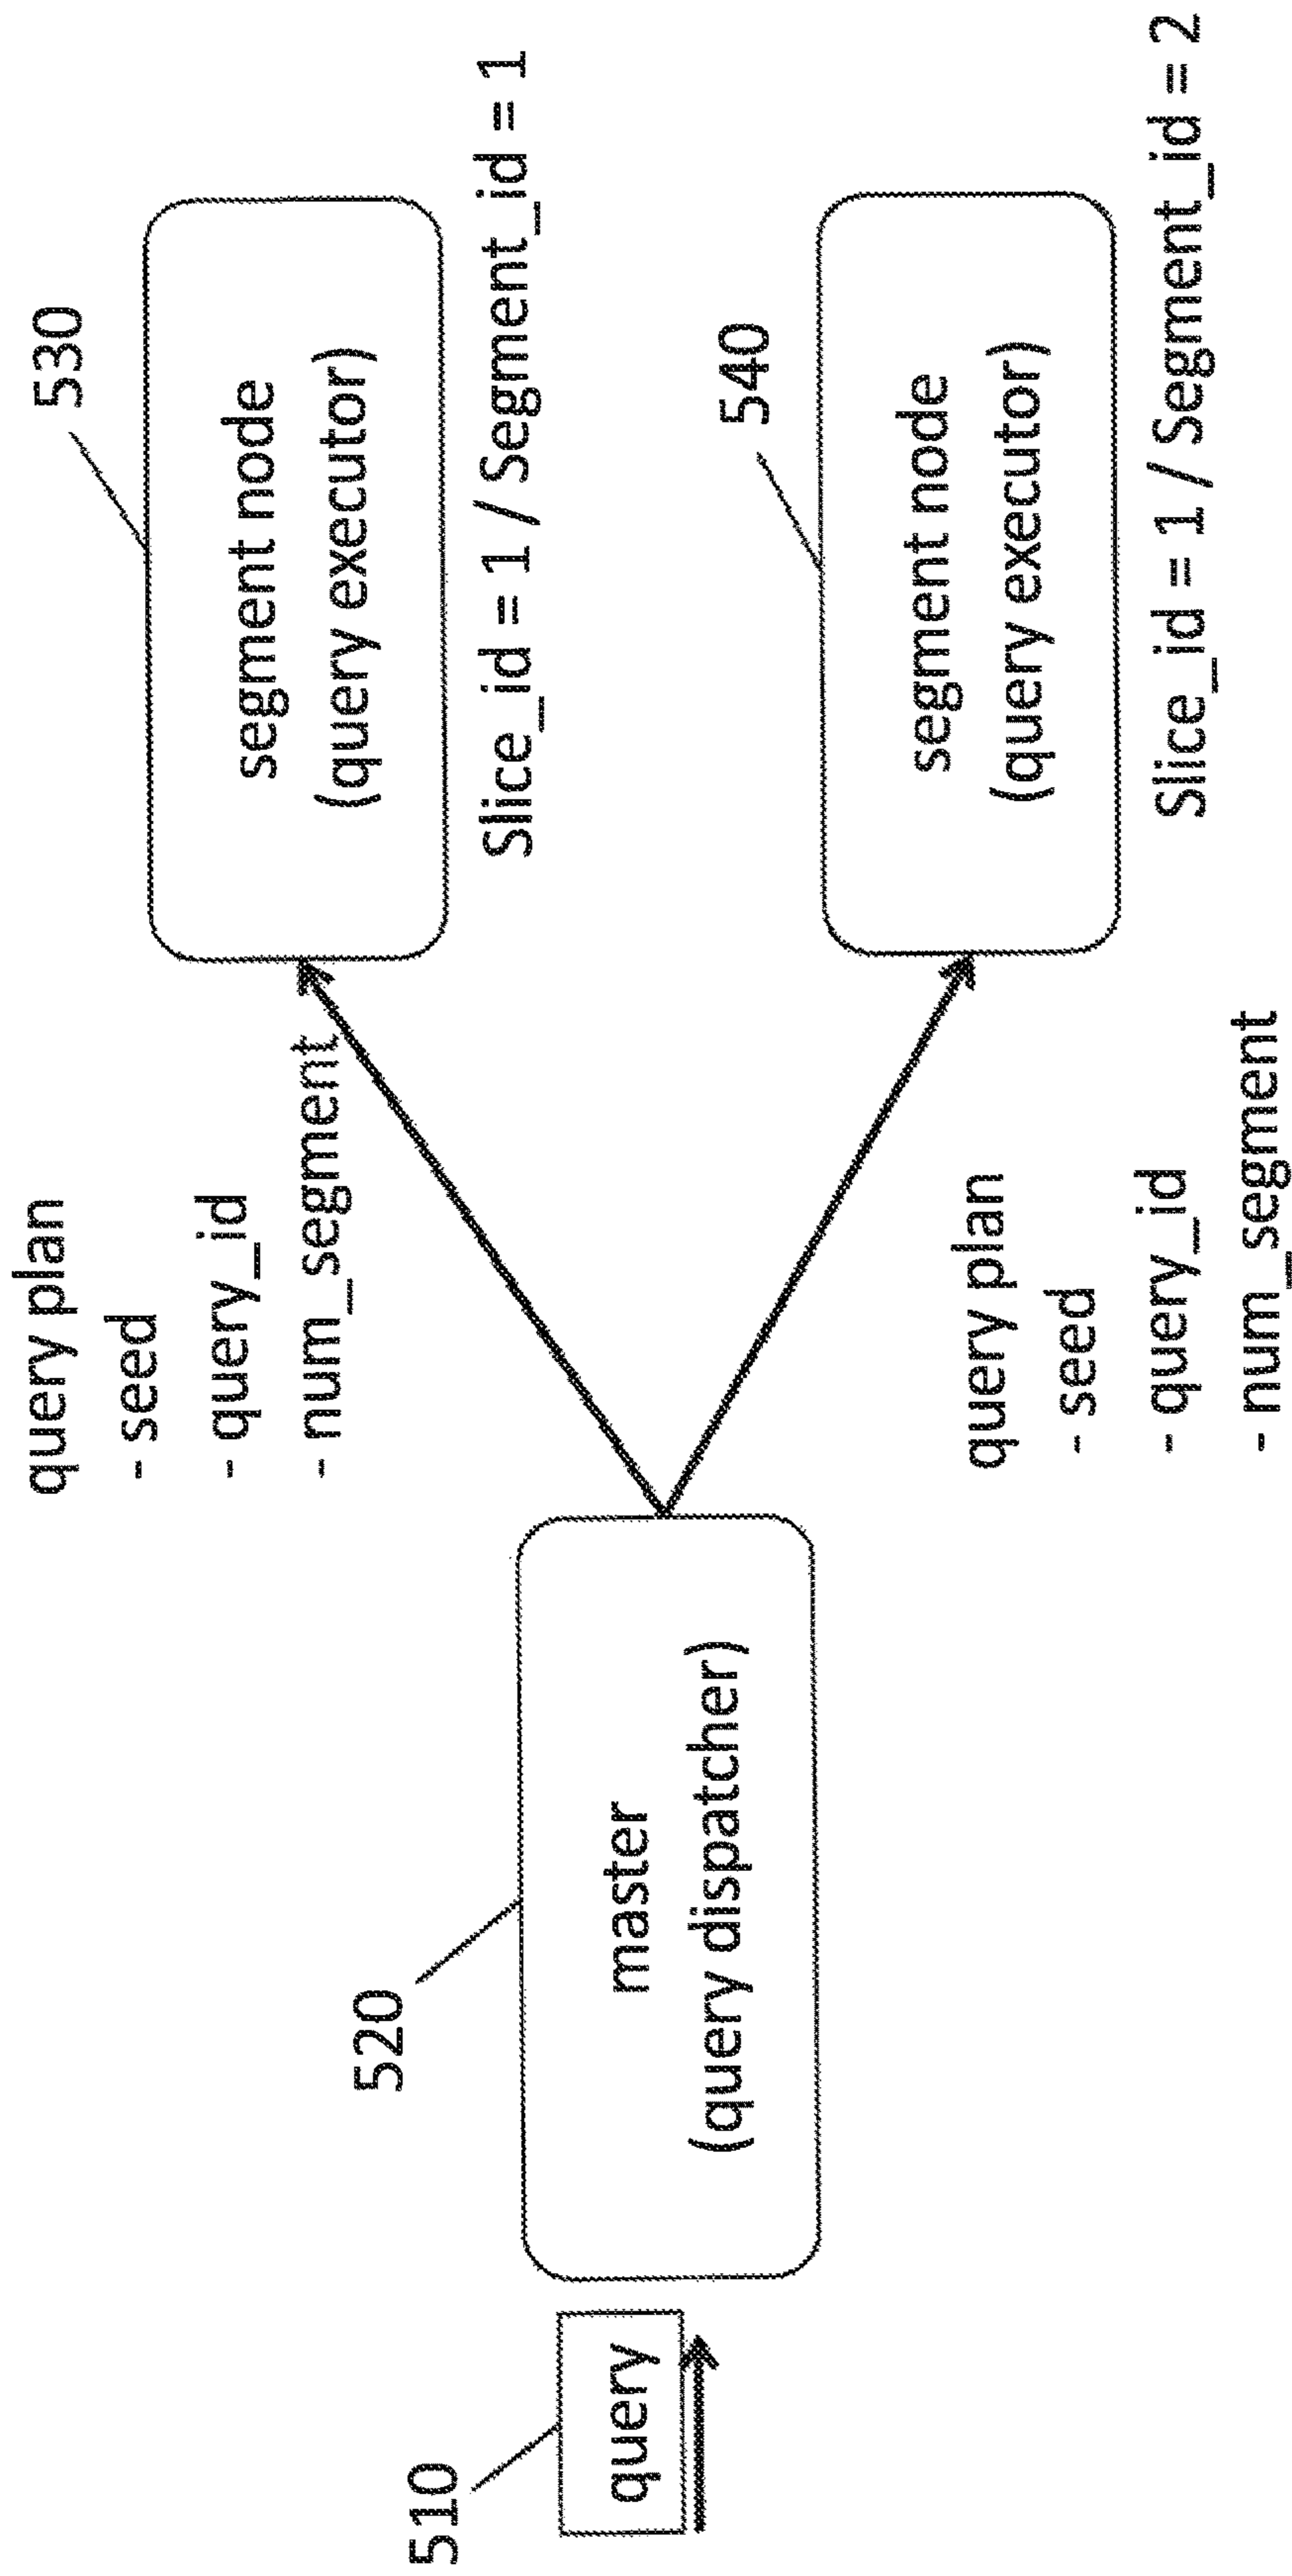 510
query
520
master
(query dispatcher)
query plan
- seed
- query_id
- num_segment
530
segment node
(query executor)
Slice_id = 1 / Segment_id = 1
query plan
- seed
- query_id
- num_segment
540
segment node
(query executor)
Slice_id = 1 / Segment_id = 2